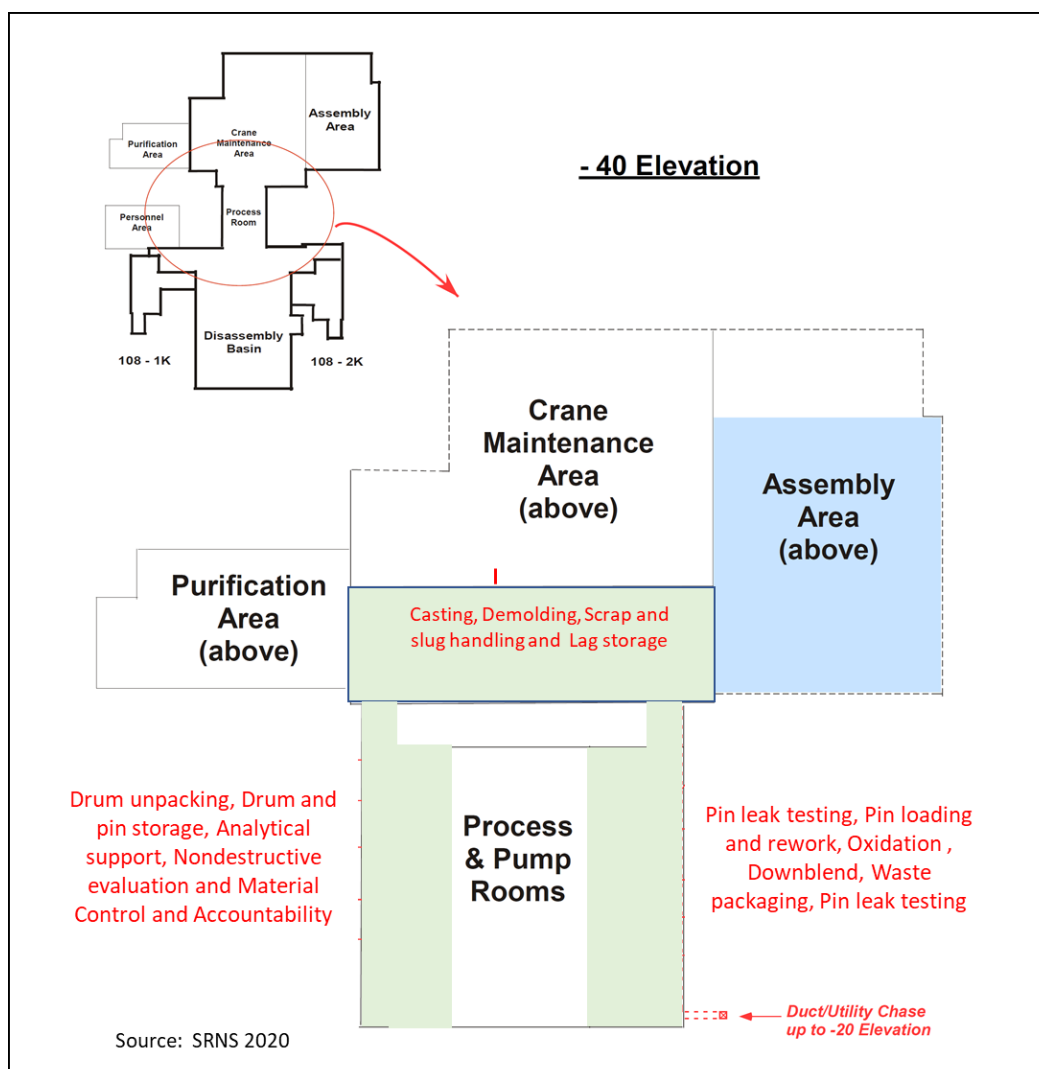 Assembly
Area
Crane
Maintenance
Area
Purification
Area
Personnel
Area
Process
Room
Disassembly
Basin
108 - 1K
108 - 2K
- 40 Elevation
Crane
Maintenance
Area
(above)
Assembly
Area
(above)
Purification
Area
(above)
Casting, Demolding, Scrap and
slug handling and Lag storage
Drum unpacking, Drum and
pin storage, Analytical
support, Nondestructive
evaluation and Material
Control and Accountability
Process
& Pump
Rooms
Pin leak testing, Pin loading
and rework, Oxidation ,
Downblend, Waste
packaging, Pin leak testing
Duct/Utility Chase
up to -20 Elevation
Source: SRNS 2020